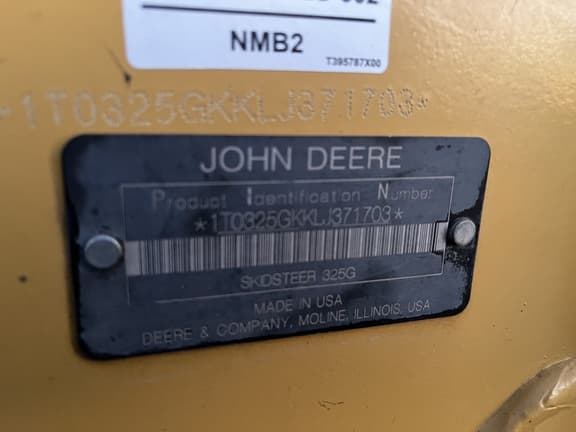 NMB2
T395787X00
1T0325GKKLJ371703*
JOHN DEERE
Product Identification Number
*1T0325GKKLJ371703*
SKIDSTEER 325G
MADE IN USA
DEERE & COMPANY, MOLINE, ILLINOIS, USA